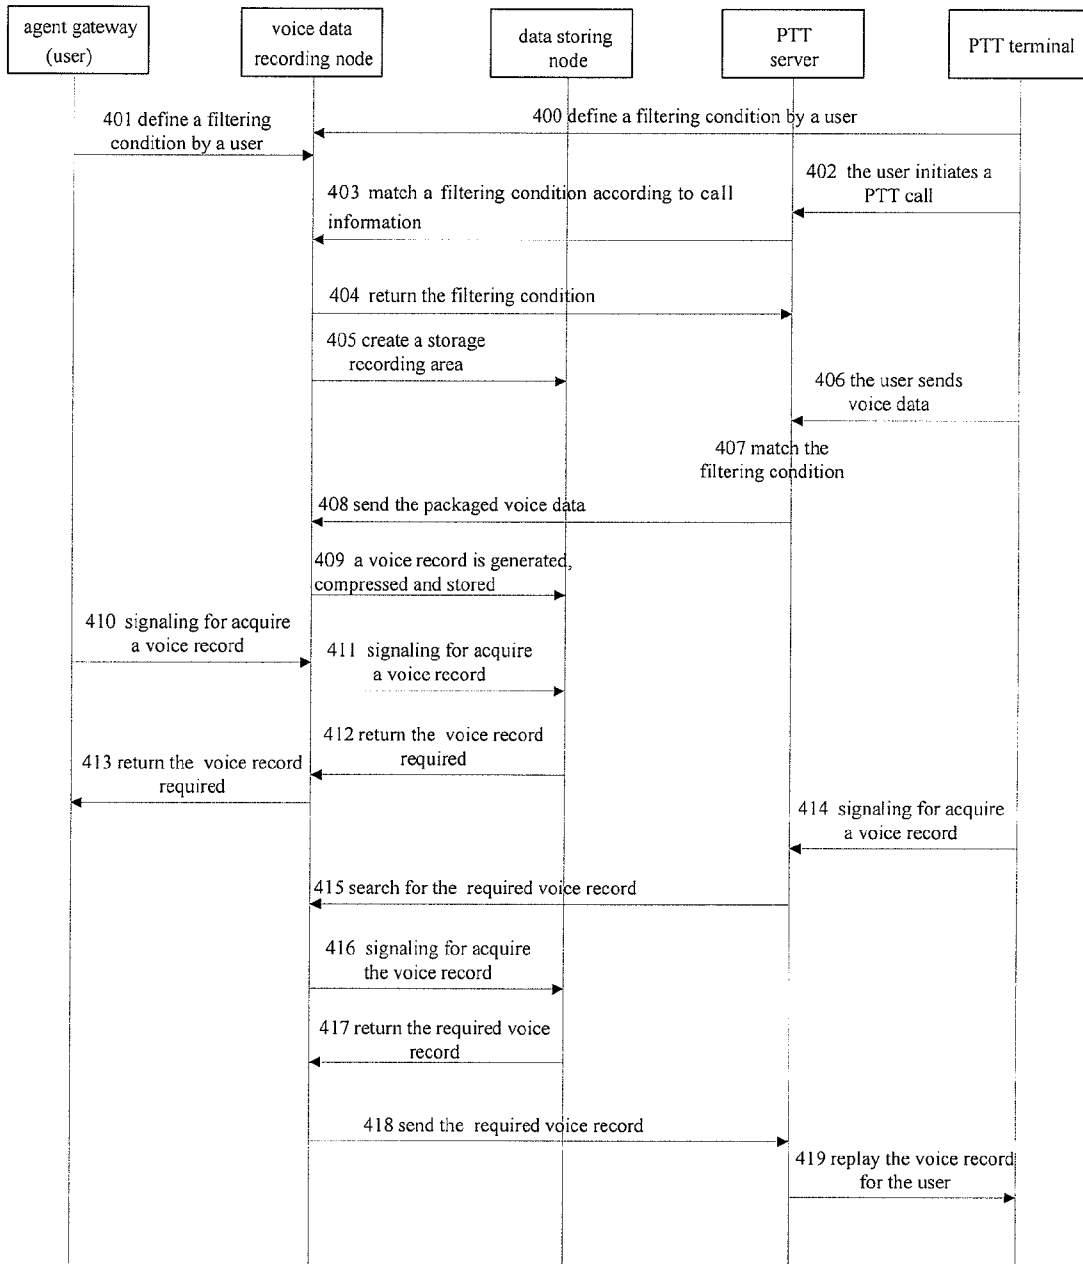 agent gateway
(user)
voice data
recording node
data storing
node
PTT
server
PTT terminal
401 define a filtering
condition by a user
400 define a filtering condition by a user
402 the user initiates a
PTT call
403 match a filtering condition according to call
information
404 return the filtering condition
405 create a storage
recording area
406 the user sends
voice data
407 match the
filtering condition
408 send the packaged voice data
409 a voice record is generated,
compressed and stored
410 signaling for acquire
a voice record
411 signaling for acquire
a voice record
412 return the voice record
required
413 return the voice record
required
414 signaling for acquire
a voice record
415 search for the required voice record
416 signaling for acquire
the voice record
417 return the required voice
record
418 send the required voice record
419 replay the voice record
for the user